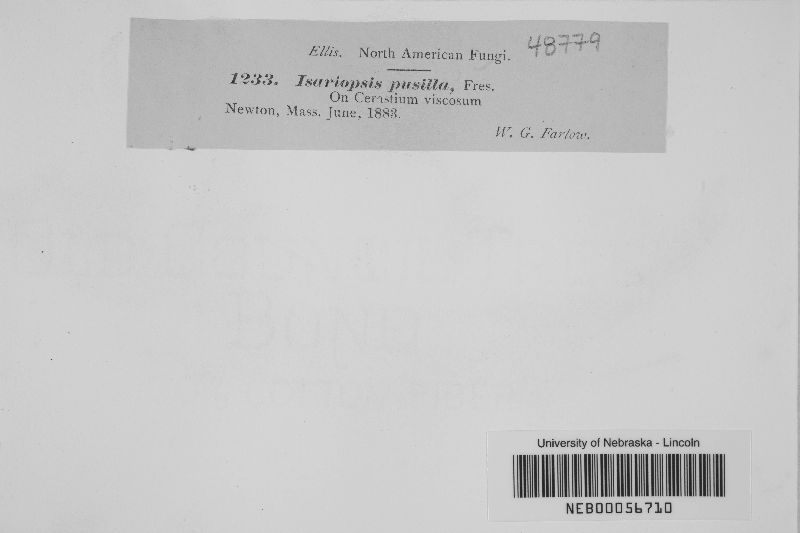 Ellis. North American Fungi. 48779
1233. Isariopsis pusilla, Fres.
On Cerastium viscosum
Newton, Mass. June, 1883.
W. G. Farlow.
University of Nebraska - Lincoln
NEB00056710